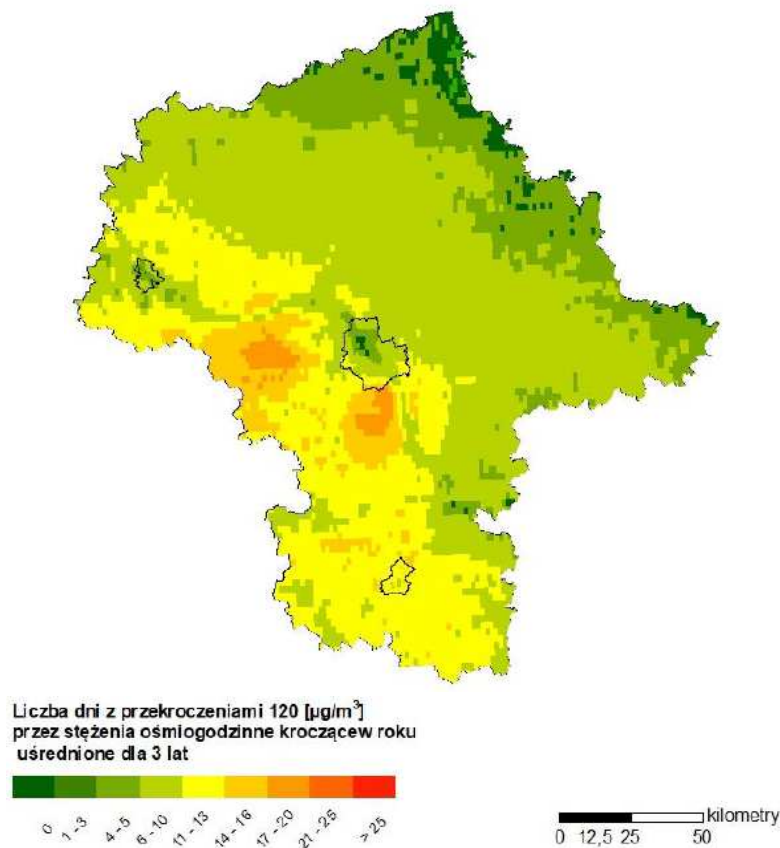 Liczba dni z przekroczeniami 120 [µg/m³]
przez stężenia ośmiogodzinne kroczącew roku
uśrednione dla 3 lat
0 1 - 3 4 - 5 6 - 10 11 - 13 14 - 16 17 - 20 21 - 25 > 25
kilometry
0 12,5 25 50